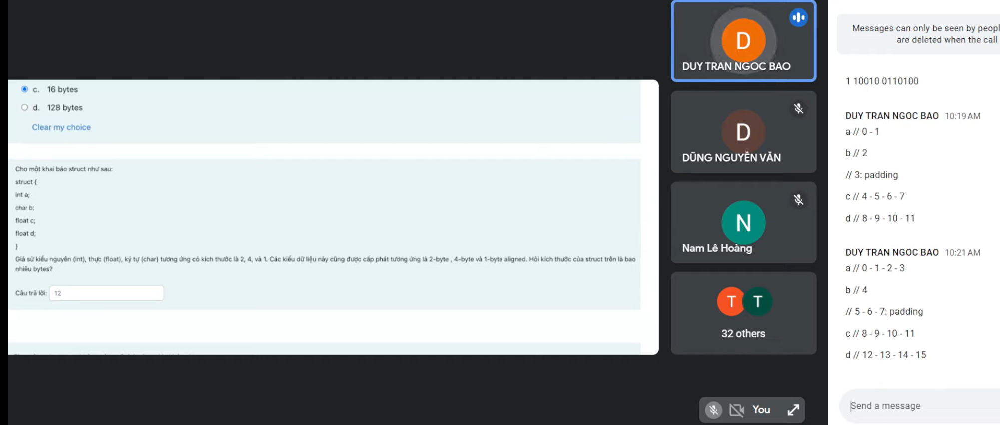 c. 16 bytes
d. 128 bytes
Clear my choice
Cho một khai báo struct như sau:
struct {
int a;
char b;
float c;
float d;
}
Giả sử kiểu nguyên (int), thực (float), ký tự (char) tương ứng có kích thước là 2, 4, và 1. Các kiểu dữ liệu này cũng được cấp phát tương ứng là 2-byte , 4-byte và 1-byte aligned. Hỏi kích thước của struct trên là bao
nhiêu bytes?
Câu trả lời: 12
D
DUY TRAN NGOC BAO
D
DŨNG NGUYỄN VĂN
N
Nam Lê Hoàng
T T
32 others
You
Messages can only be seen by peopl
are deleted when the call
1 10010 0110100
DUY TRAN NGOC BAO 10:19 AM
a // 0 - 1
b // 2
// 3: padding
c // 4 - 5 - 6 - 7
d // 8 - 9 - 10 - 11
DUY TRAN NGOC BAO 10:21 AM
a // 0 - 1 - 2 - 3
b // 4
// 5 - 6 - 7: padding
c // 8 - 9 - 10 - 11
d // 12 - 13 - 14 - 15
Send a message